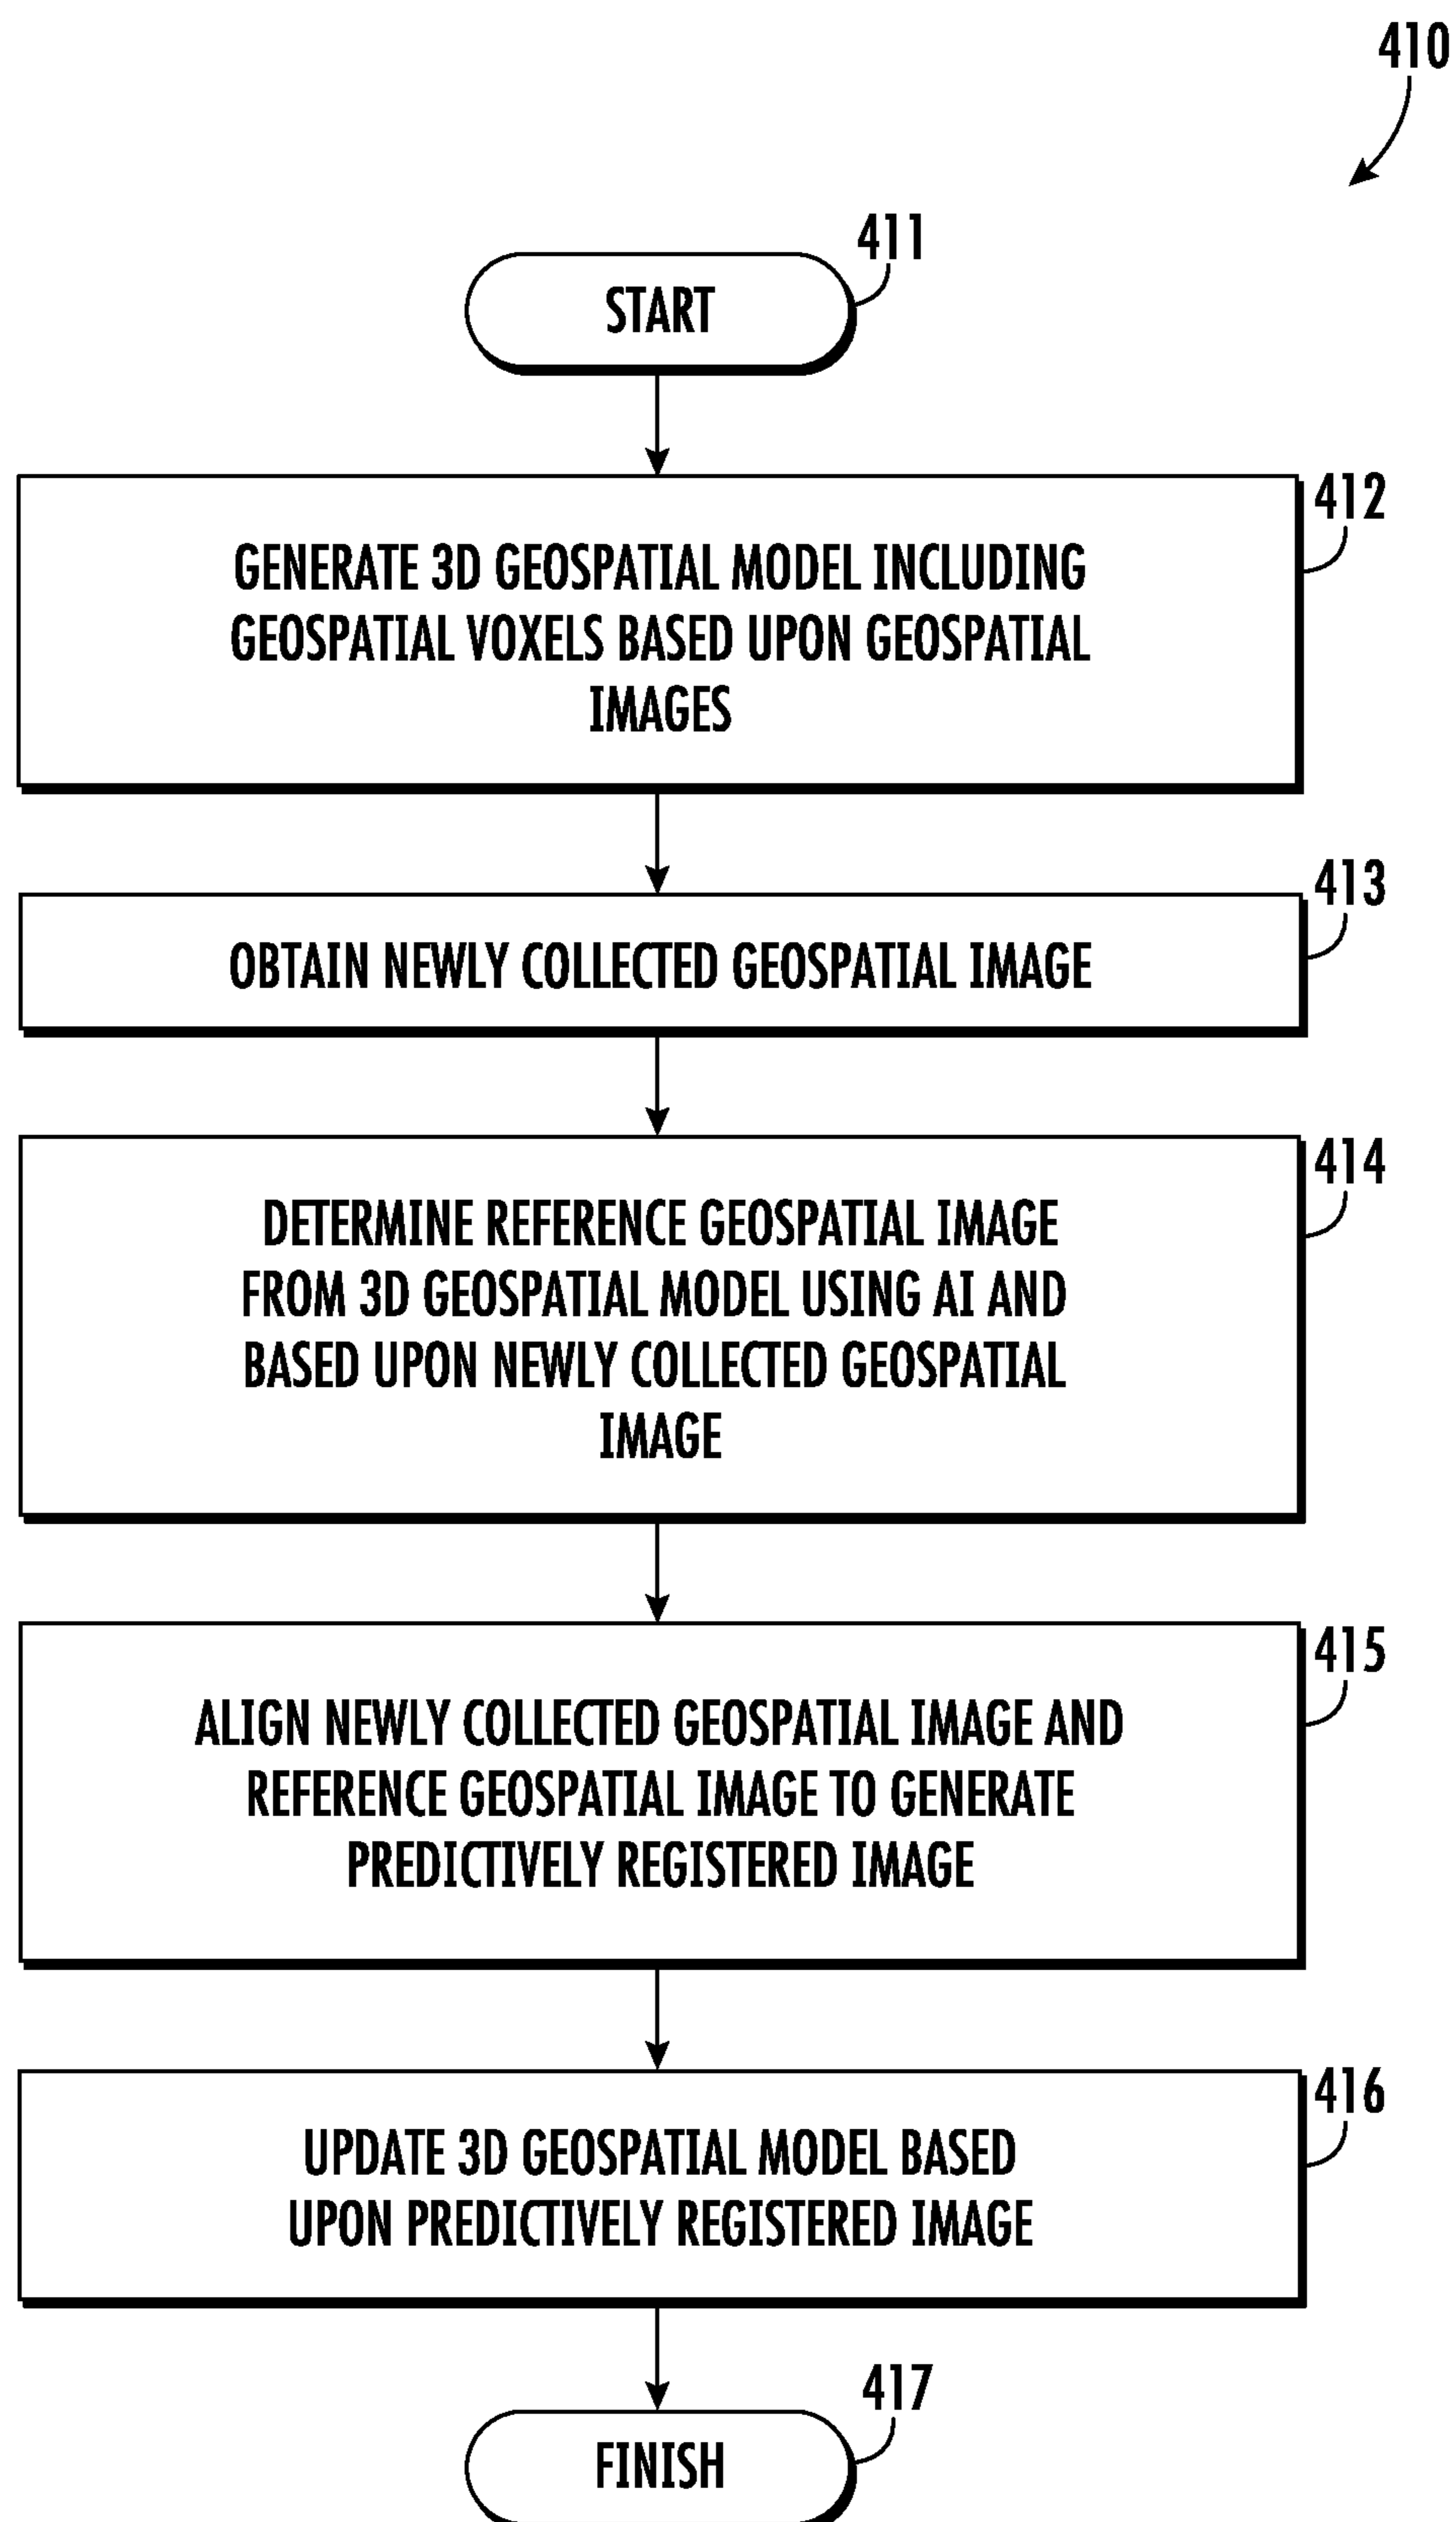 410
411
START
412
GENERATE 3D GEOSPATIAL MODEL INCLUDING
GEOSPATIAL VOXELS BASED UPON GEOSPATIAL
IMAGES
413
OBTAIN NEWLY COLLECTED GEOSPATIAL IMAGE
414
DETERMINE REFERENCE GEOSPATIAL IMAGE
FROM 3D GEOSPATIAL MODEL USING AI AND
BASED UPON NEWLY COLLECTED GEOSPATIAL
IMAGE
415
ALIGN NEWLY COLLECTED GEOSPATIAL IMAGE AND
REFERENCE GEOSPATIAL IMAGE TO GENERATE
PREDICTIVELY REGISTERED IMAGE
416
UPDATE 3D GEOSPATIAL MODEL BASED
UPON PREDICTIVELY REGISTERED IMAGE
417
FINISH